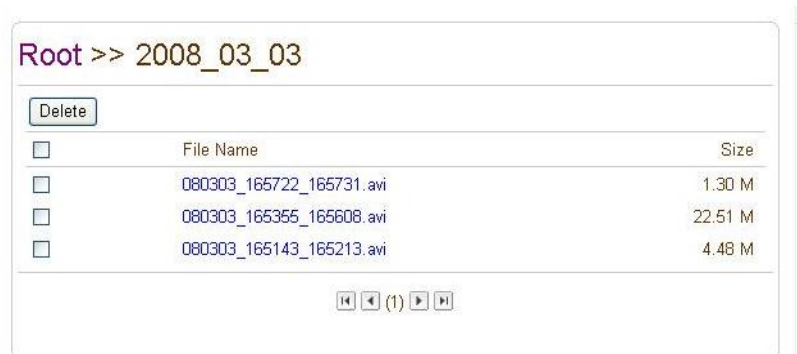 Root >> 2008_03_03
Delete
File Name Size
080303_165722_165731.avi 1.30 M
080303_165355_165608.avi 22.51 M
080303_165143_165213.avi 4.48 M
(1)